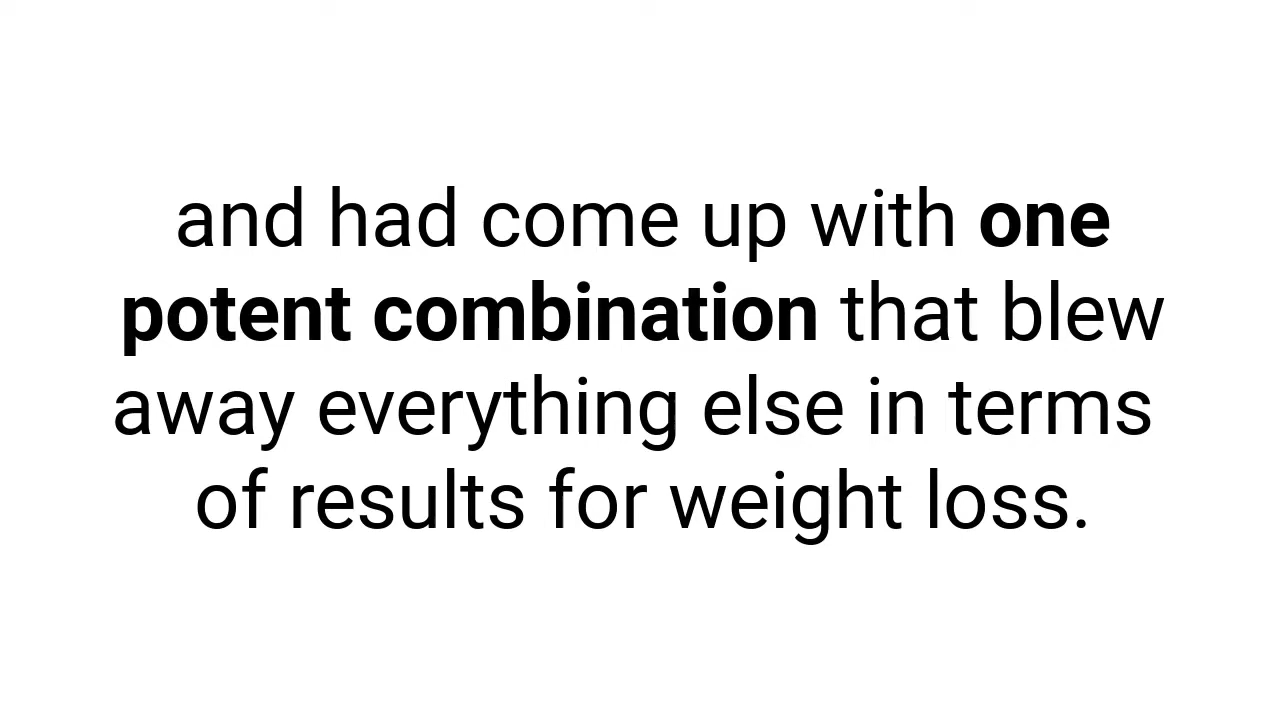 and had come up with one
potent combination that blew
away everything else in terms
of results for weight loss.